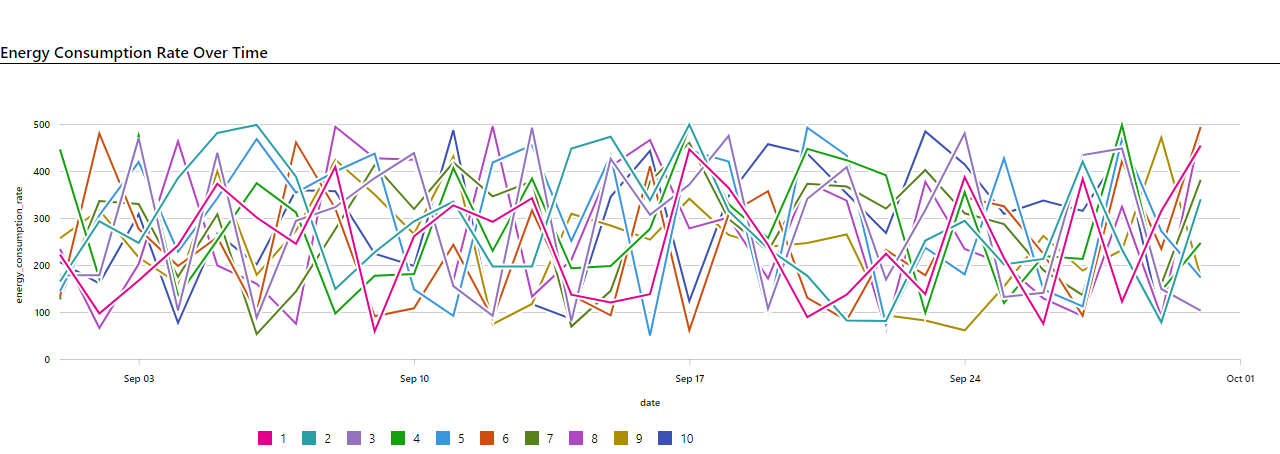 Energy Consumption Rate Over Time
energy_consumption_rate
500
400
300
200
100
0
Sep 03 Sep 10 Sep 17 Sep 24 Oct 01
date
1 2 3 4 5 6 7 8 9 10